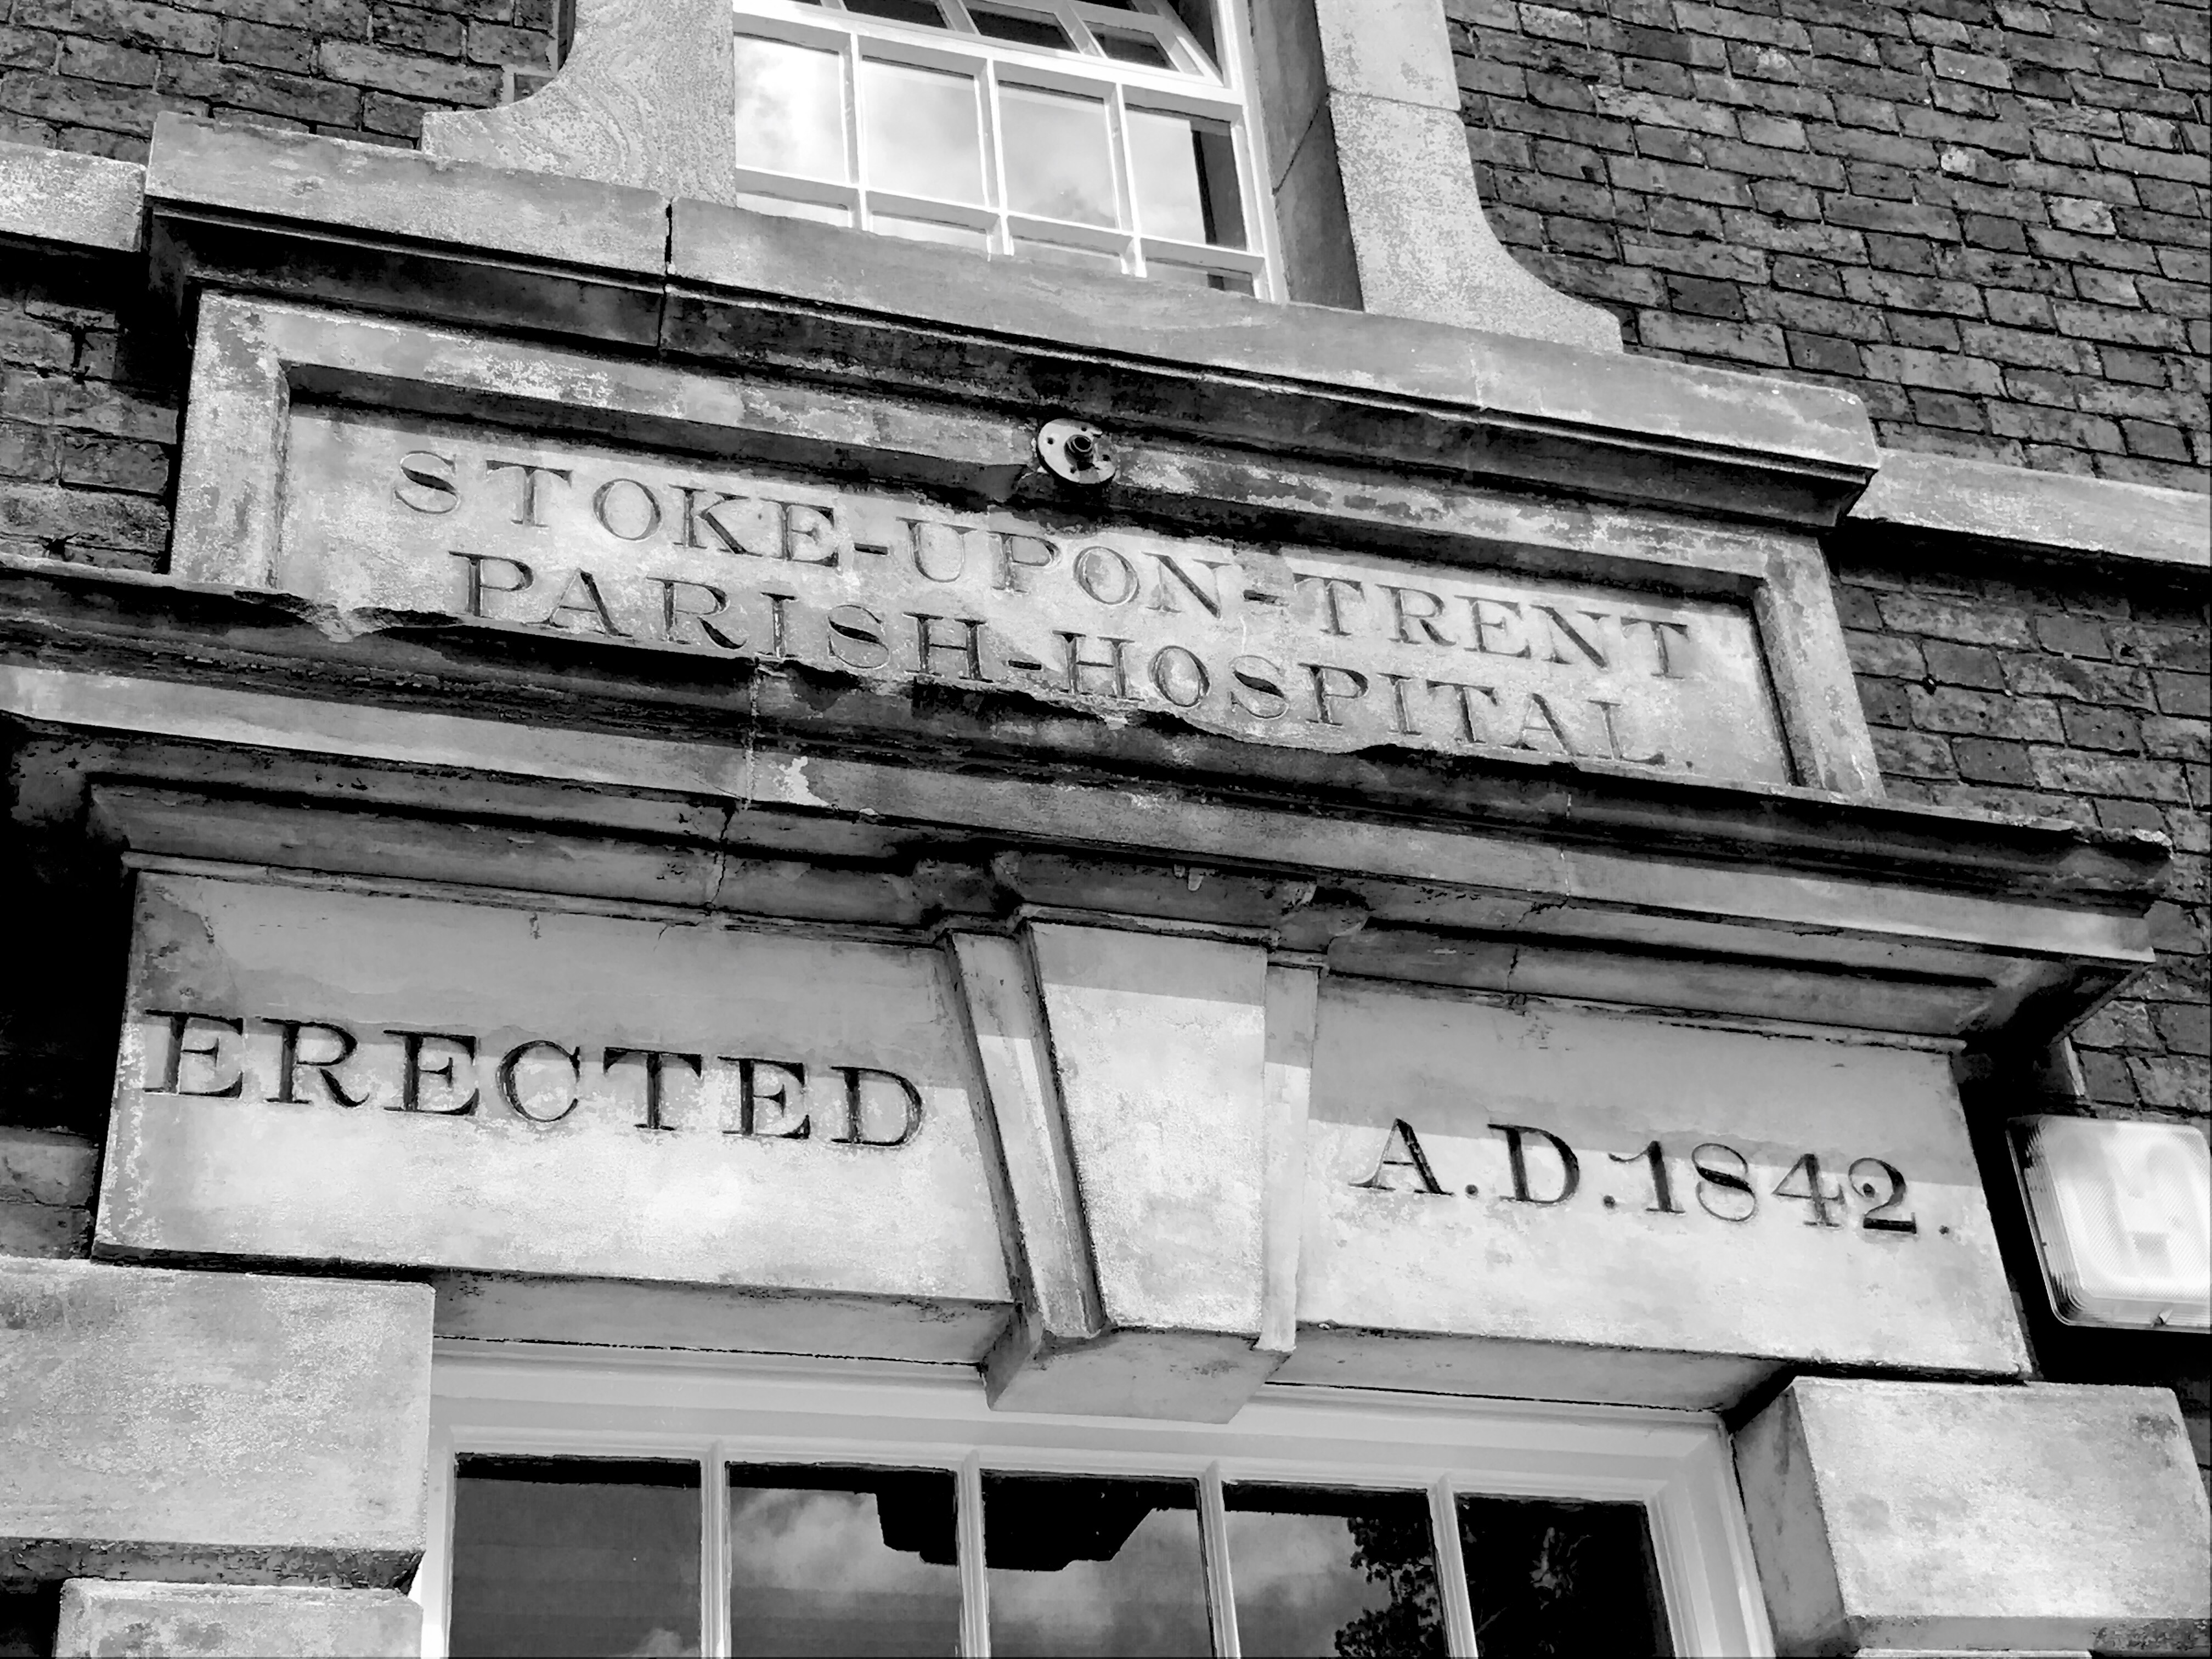 STOKE-UPON-TRENT
PARISH-HOSPITAL.
ERECTED A.D.1842.